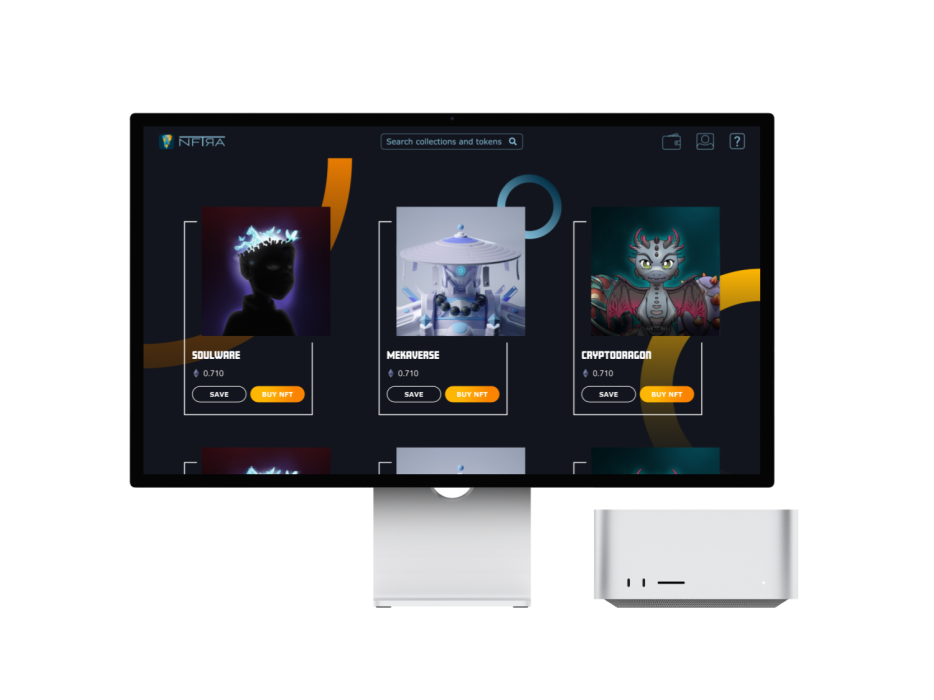 NFTRA
Search collections and tokens
?
SOULWARE
0.710
SAVE
BUY NFT
MEKAVERSE
0.710
SAVE
BUY NFT
CRYPTODRAGON
0.710
SAVE
BUY NFT